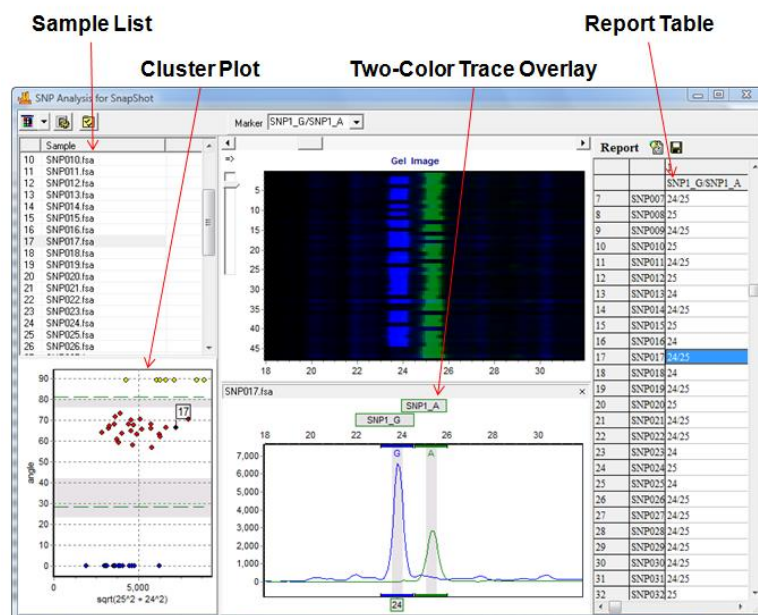 Sample List
Report Table
Cluster Plot
Two-Color Trace Overlay
SNP Analysis for SnapShot
Marker SNP1_G/SNP1_A
Sample
10 SNP010.fsa
11 SNP011.fsa
12 SNP012.fsa
13 SNP013.fsa
14 SNP014.fsa
15 SNP015.fsa
16 SNP016.fsa
17 SNP017.fsa
18 SNP018.fsa
19 SNP019.fsa
20 SNP020.fsa
21 SNP021.fsa
22 SNP022.fsa
23 SNP023.fsa
24 SNP024.fsa
25 SNP025.fsa
26 SNP026.fsa
Gel Image
5
10
15
20
25
30
35
40
45
18 20 22 24 26 28 30
Report
SNP1_G/SNP1_A
7 SNP007 24/25
8 SNP008 25
9 SNP009 24/25
10 SNP010 25
11 SNP011 24/25
12 SNP012 25
13 SNP013 24
14 SNP014 24/25
15 SNP015 25
16 SNP016 24
17 SNP017 24/25
18 SNP018 24
19 SNP019 24/25
20 SNP020 25
21 SNP021 24/25
22 SNP022 24/25
23 SNP023 24
24 SNP024 25
25 SNP025 24
26 SNP026 24/25
27 SNP027 24/25
28 SNP028 24/25
29 SNP029 24/25
30 SNP030 24/25
31 SNP031 24/25
32 SNP032 25
90
80
70
60
50
40
30
20
10
0
angle
17
0 5,000
sqrt(25^2 + 24^2)
SNP017.fsa
SNP1_A
SNP1_G
18 20 22 24 26 28 30
G A
7,000
6,000
5,000
4,000
3,000
2,000
1,000
0
24